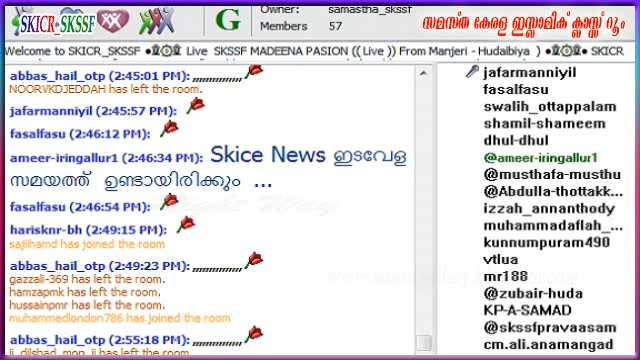 SKICR_SKSSF
G
Owner: samastha_skssf
Members 57
സമസ്ത കേരള ഇസ്ലാമിക് ക്ലാസ്സ് റൂം
Welcome to SKICR_SKSSF Live SKSSF MADEENA PASION ((Live )) From Manjeri - Hudaibiya ) SKICR
abbas_hail_otp (2:45:01 PM): ,,,,,,,,,,,,,,
NOORVKDJEDDAH has left the room.
jafarmanniyil (2:45:57 PM):
fasalfasu (2:46:12 PM):
ameer-iringallur1 (2:46:34 PM): Skice News ഇടവേള
സമയത്ത് ഉണ്ടായിരിക്കും ...
fasalfasu (2:46:54 PM):
harisknr-bh (2:49:15 PM):
sajilhamd has joined the room
abbas_hail_otp (2:49:23 PM): ,,,,,,,,,,,,,,
gazzali-369 has left the room.
hamzapmk has left the room.
hussainpmr has left the room.
muhammedlondon786 has joined the room
abbas_hail_otp (2:55:18 PM): ,,,,,,,,,,,,,,
ji_dilshad_mon_ji has left the room.
jafarmanniyil
fasalfasu
swalih_ottappalam
shamil-shameem
dhul-dhul
@ameer-iringallur1
@musthafa-musthu
@Abdulla-thottakk...
izzah_annanthody
muhammadaflah_...
kunnumpuram490
vtlua
mr188
@zubair-huda
KP-A-SAMAD
@skssfpravaasam
cm.ali.anamangad